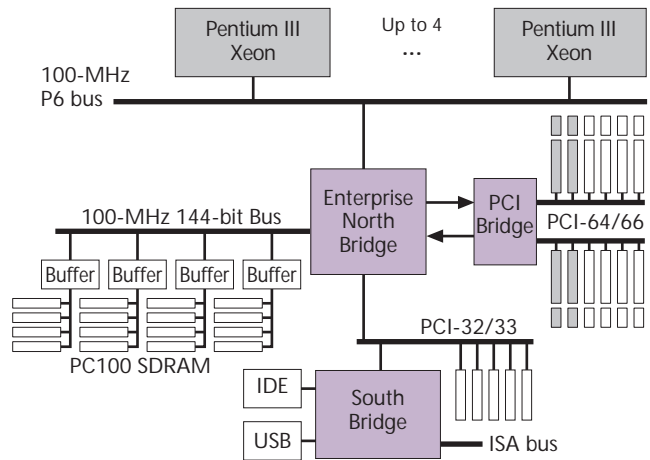 Pentium III
Xeon
Up to 4
...
Pentium III
Xeon
100-MHz
P6 bus
Enterprise
North
Bridge
PCI
Bridge
PCI-64/66
100-MHz 144-bit Bus
Buffer
Buffer
Buffer
Buffer
PC100 SDRAM
PCI-32/33
IDE
USB
South
Bridge
ISA bus